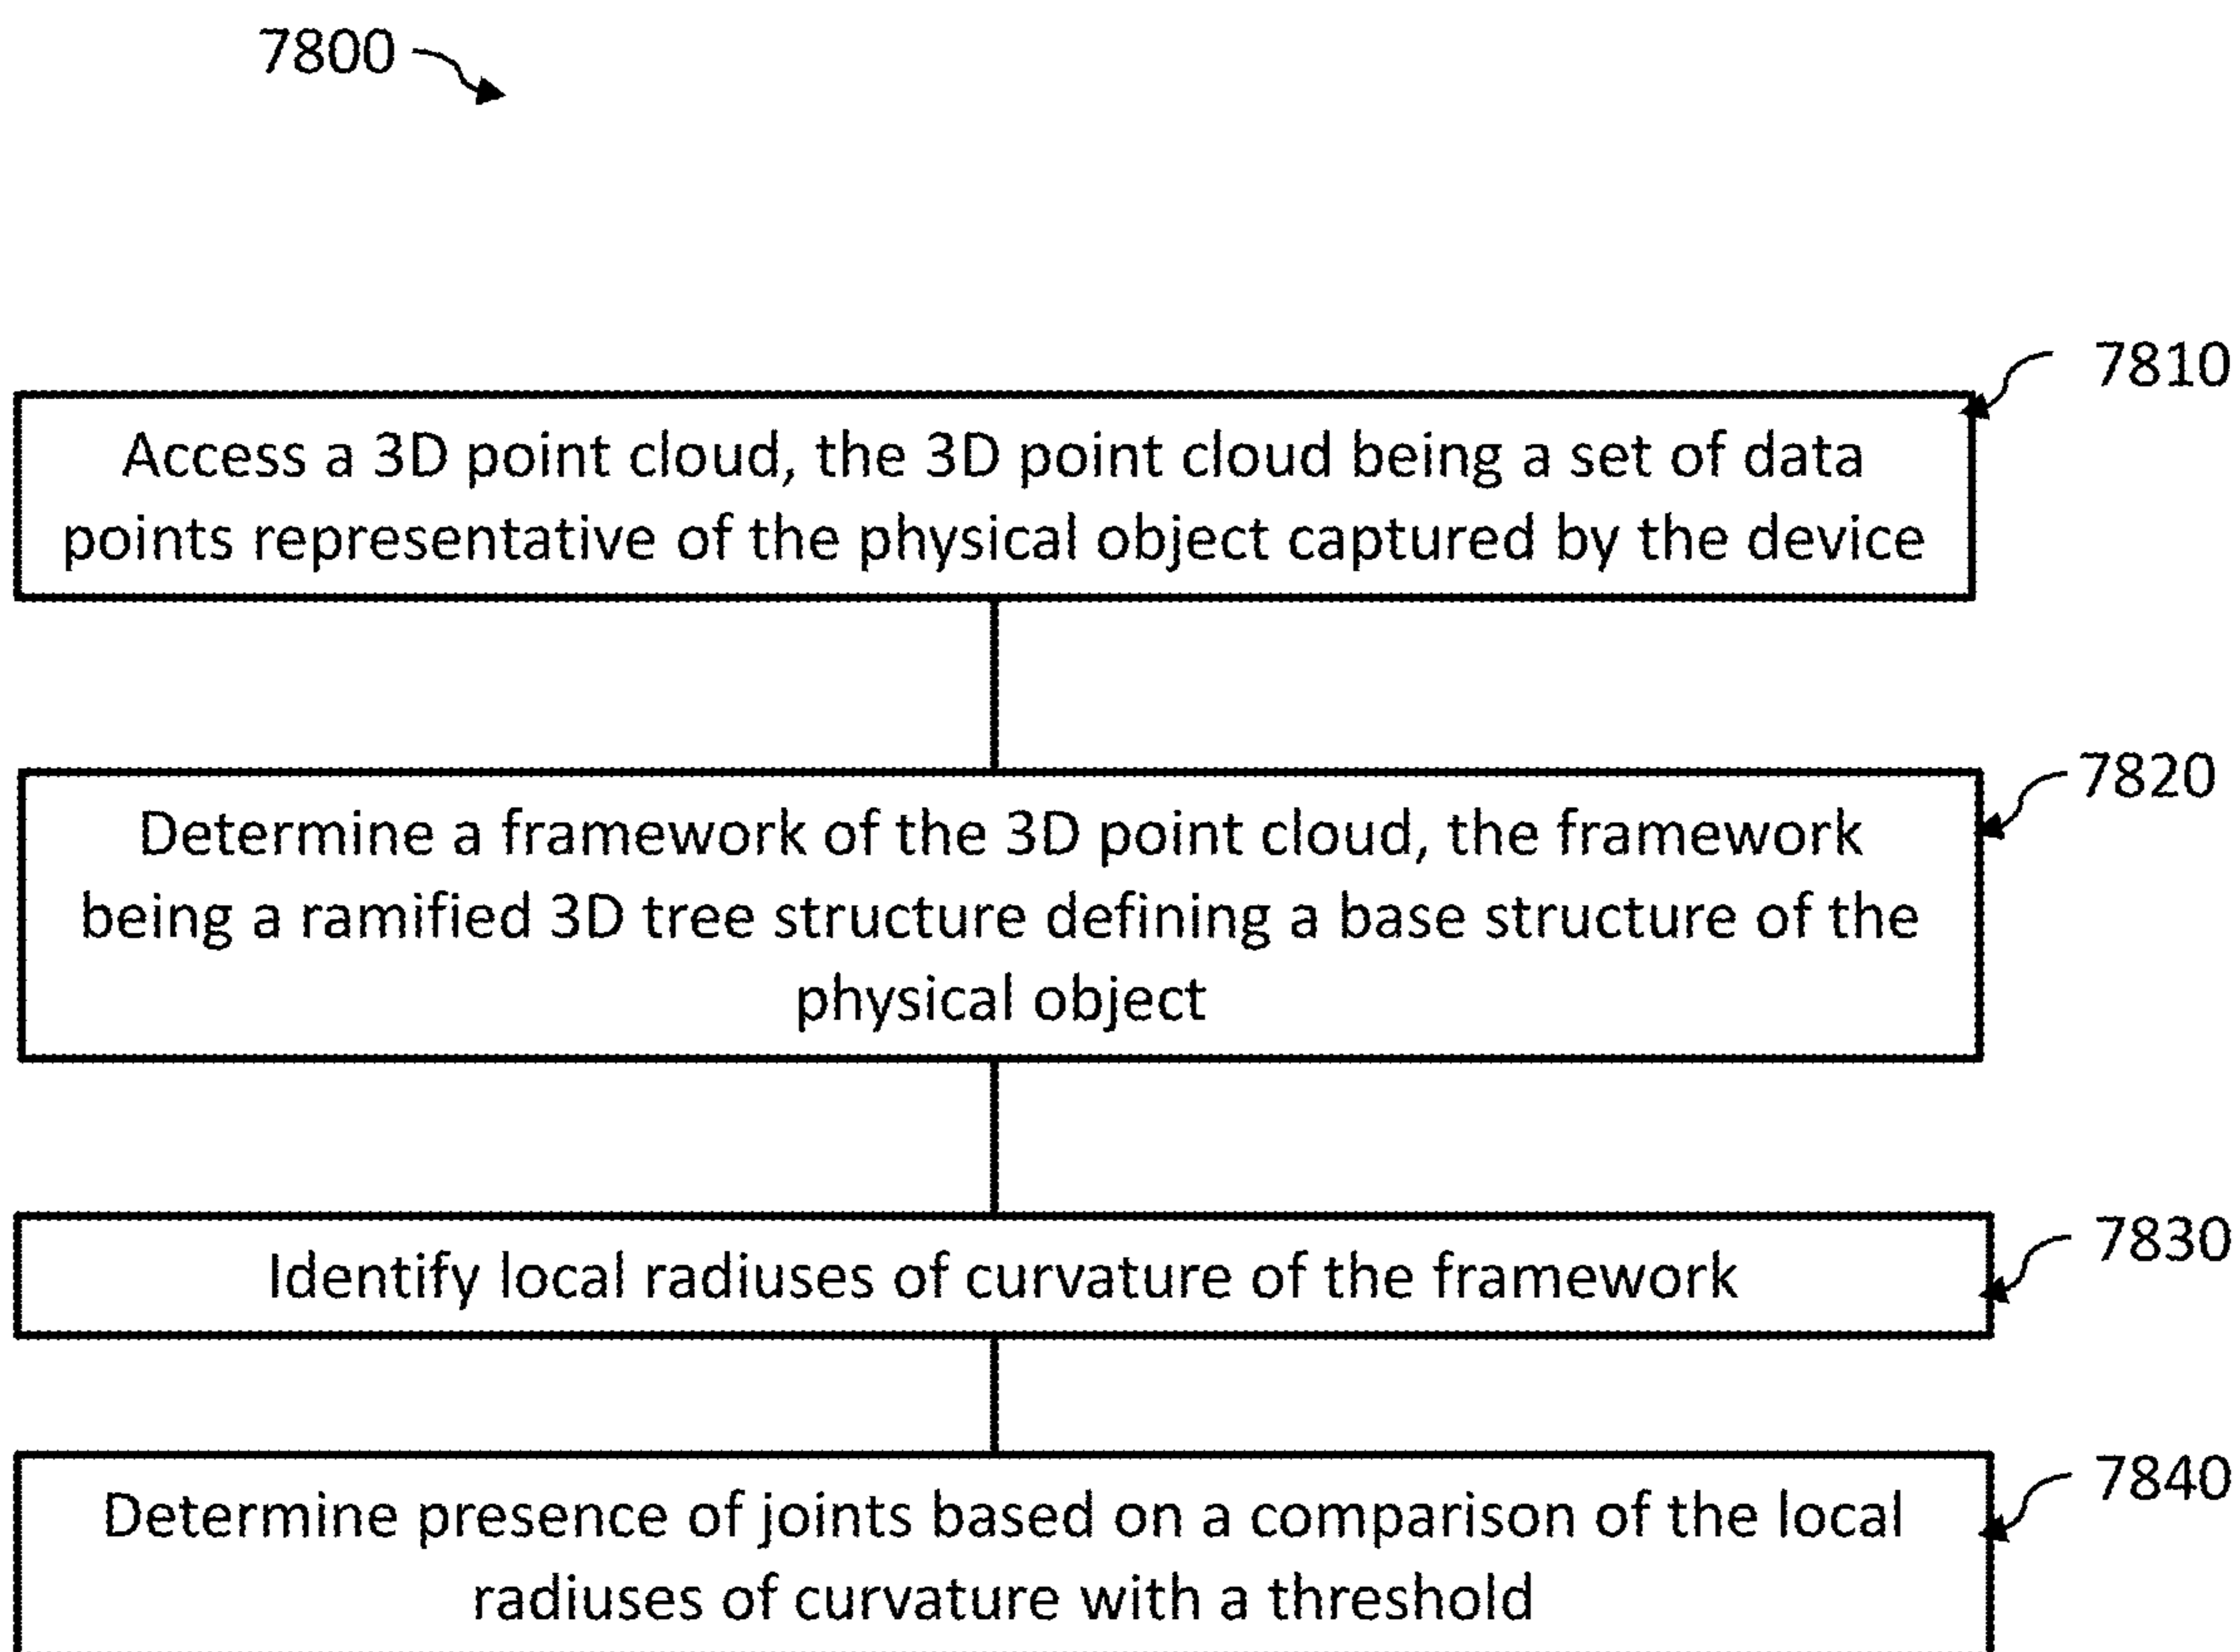 7800
7810
Access a 3D point cloud, the 3D point cloud being a set of data
points representative of the physical object captured by the device
7820
Determine a framework of the 3D point cloud, the framework
being a ramified 3D tree structure defining a base structure of the
physical object
7830
Identify local radiuses of curvature of the framework
7840
Determine presence of joints based on a comparison of the local
radiuses of curvature with a threshold